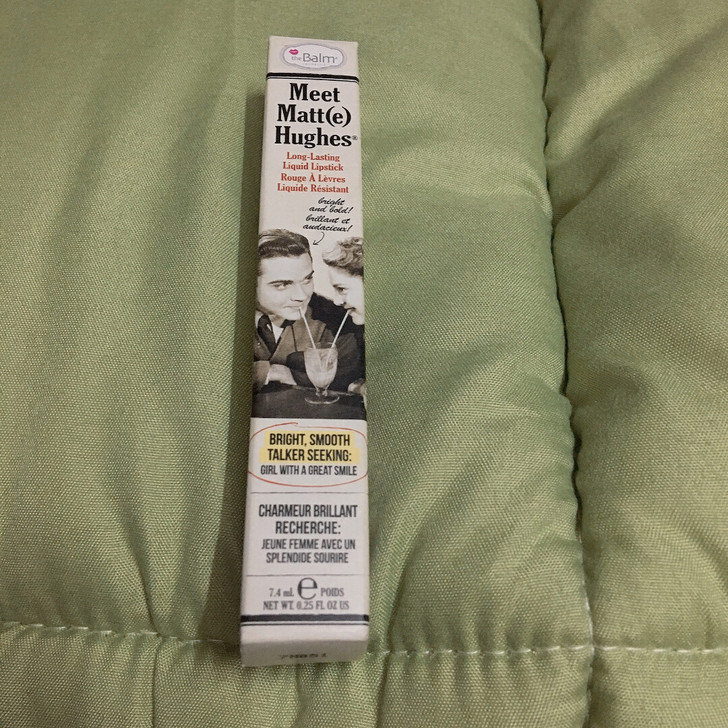 the Balm®
Meet
Matt(e)
Hughes®
Long-Lasting
Liquid Lipstick
Rouge À Lèvres
Liquide Résistant
bright
and bold!
brillant et
audacieux!
BRIGHT, SMOOTH
TALKER SEEKING:
GIRL WITH A GREAT SMILE
CHARMEUR BRILLANT
RECHERCHE:
JEUNE FEMME AVEC UN
SPLENDIDE SOURIRE
7.4 mL e POIDS
NET WT. 0.25 FL OZ US